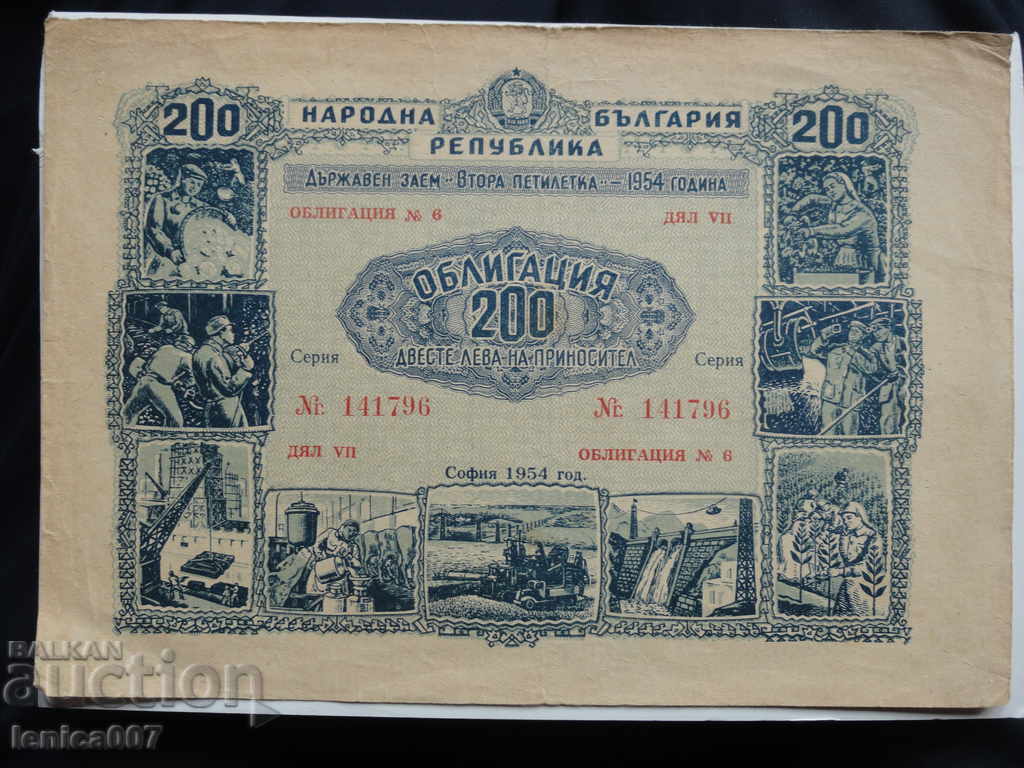 200 200
НАРОДНА БЪЛГАРИЯ
РЕПУБЛИКА
ДЪРЖАВЕН ЗАЕМ „ВТОРА ПЕТИЛЕТКА" – 1954 ГОДИНА
ОБЛИГАЦИЯ № 6 ДЯЛ VII
ОБЛИГАЦИЯ
200
ДВЕСТЕ ЛЕВА НА ПРИНОСИТЕЛ
Серия Серия
№ 141796 № 141796
ДЯЛ VII ОБЛИГАЦИЯ № 6
София 1954 год.
BALKAN
auction
lenica007